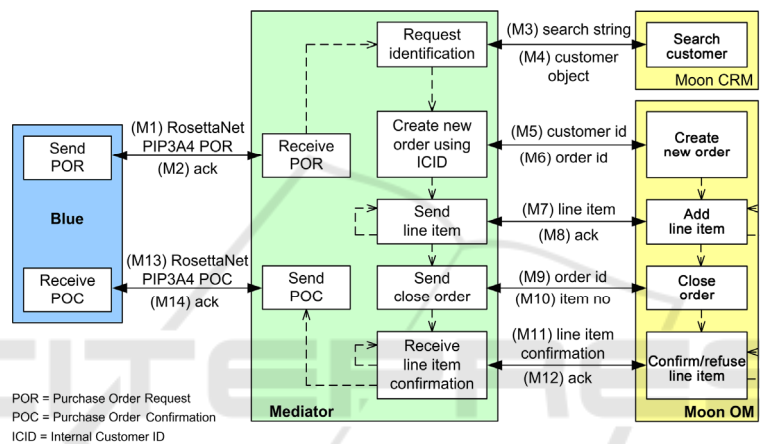 Request
identification
(M3) search string
(M4) customer
object
Search
customer
Moon CRM
(M1) RosettaNet
PIP3A4 POR
(M2) ack
Send
POR
Receive
POR
Create new
order using
ICID
(M5) customer id
(M6) order id
Create
new order
Blue
Send
line item
(M7) line item
(M8) ack
Add
line item
(M13) RosettaNet
PIP3A4 POC
(M14) ack
Receive
POC
Send
POC
Send
close order
(M9) order id
(M10) item no
Close
order
Receive
line item
confirmation
(M11) line item
confirmation
(M12) ack
Confirm/refuse
line item
Mediator
Moon OM
POR = Purchase Order Request
POC = Purchase Order Confirmation
ICID = Internal Customer ID